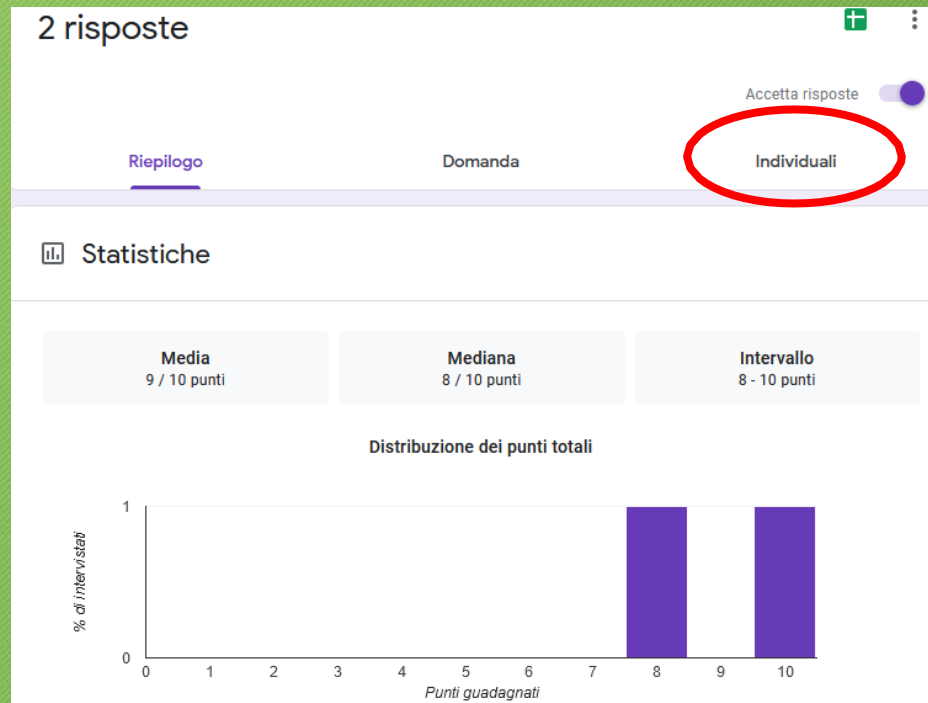 2 risposte
Accetta risposte
Riepilogo Domanda Individuali
Statistiche
Media Mediana Intervallo
9 / 10 punti 8 / 10 punti 8 - 10 punti
Distribuzione dei punti totali
1
% di intervistati
0
0 1 2 3 4 5 6 7 8 9 10
Punti guadagnati